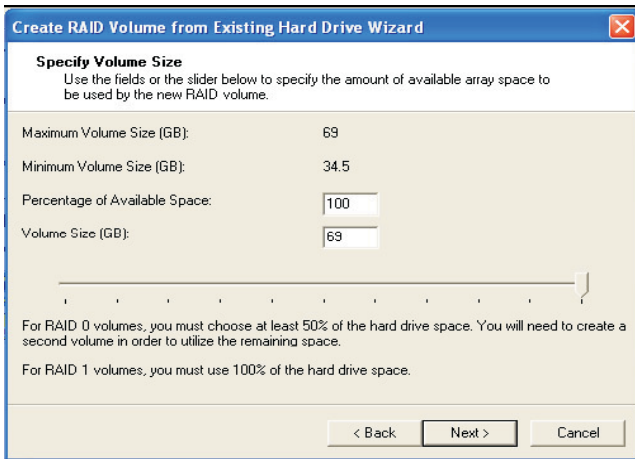 Create RAID Volume from Existing Hard Drive Wizard
Specify Volume Size
Use the fields or the slider below to specify the amount of available array space to
be used by the new RAID volume.
Maximum Volume Size (GB): 69
Minimum Volume Size (GB): 34.5
Percentage of Available Space: 100
Volume Size (GB): 69
For RAID 0 volumes, you must choose at least 50% of the hard drive space. You will need to create a
second volume in order to utilize the remaining space.
For RAID 1 volumes, you must use 100% of the hard drive space.
< Back Next > Cancel